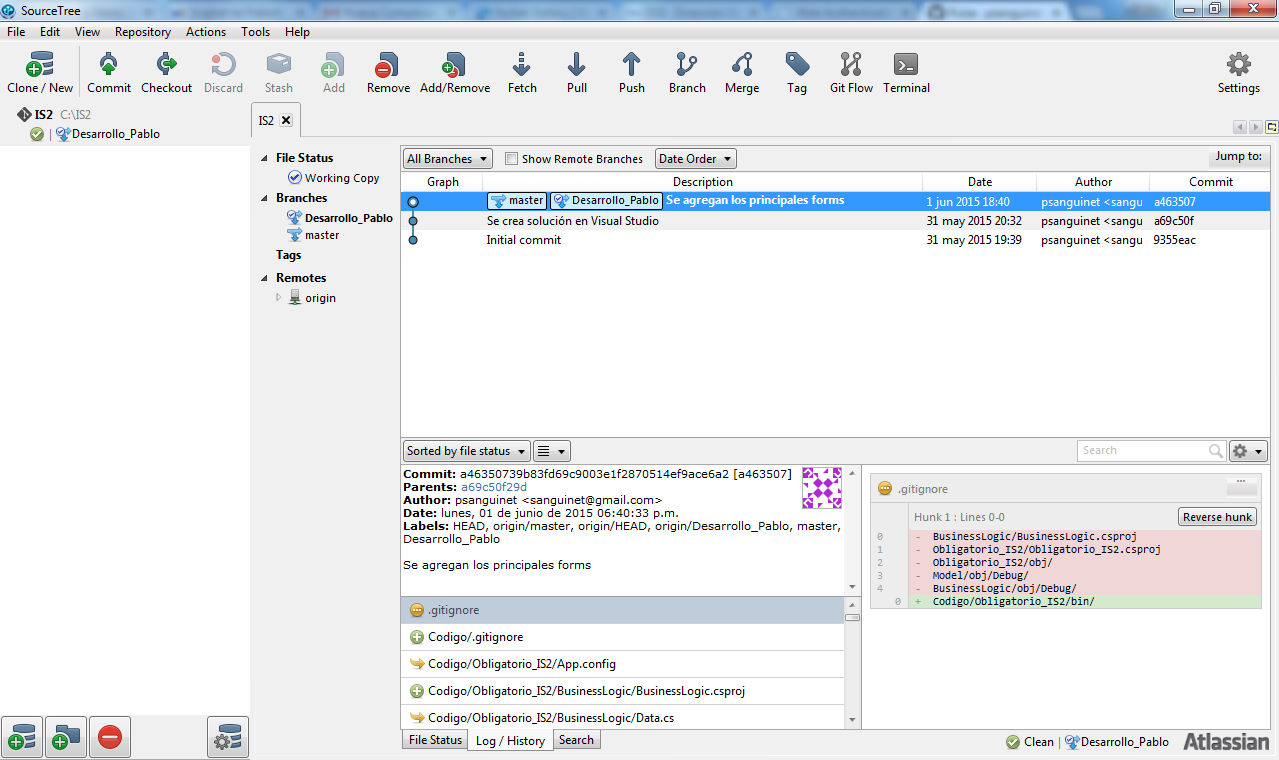 SourceTree
File Edit View Repository Actions Tools Help
Clone / New Commit Checkout Discard Stash Add Remove Add/Remove Fetch Pull Push Branch Merge Tag Git Flow Terminal Settings
IS2 C:\IS2
Desarrollo_Pablo
IS2
File Status
Working Copy
Branches
Desarrollo_Pablo
master
Tags
Remotes
origin
All Branches Show Remote Branches Date Order Jump to:
Graph Description Date Author Commit
master Desarrollo_Pablo Se agregan los principales forms 1 jun 2015 18:40 psanguinet <sangu a463507
Se crea solución en Visual Studio 31 may 2015 20:32 psanguinet <sangu a69c50f
Initial commit 31 may 2015 19:39 psanguinet <sangu 9355eac
Sorted by file status Search
Commit: a46350739b83fd69c9003e1f2870514ef9ace6a2 [a463507]
Parents: a69c50f29d
Author: psanguinet <sanguinet@gmail.com>
Date: lunes, 01 de junio de 2015 06:40:33 p.m.
Labels: HEAD, origin/master, origin/HEAD, origin/Desarrollo_Pablo, master,
Desarrollo_Pablo
Se agregan los principales forms
.gitignore
Codigo/.gitignore
Codigo/Obligatorio_IS2/App.config
Codigo/Obligatorio_IS2/BusinessLogic/BusinessLogic.csproj
Codigo/Obligatorio_IS2/BusinessLogic/Data.cs
.gitignore
Hunk 1 : Lines 0-0 Reverse hunk
0 - BusinessLogic/BusinessLogic.csproj
1 - Obligatorio_IS2/Obligatorio_IS2.csproj
2 - Obligatorio_IS2/obj/
3 - Model/obj/Debug/
4 - BusinessLogic/obj/Debug/
0 + Codigo/Obligatorio_IS2/bin/
File Status Log / History Search
Clean | Desarrollo_Pablo Atlassian